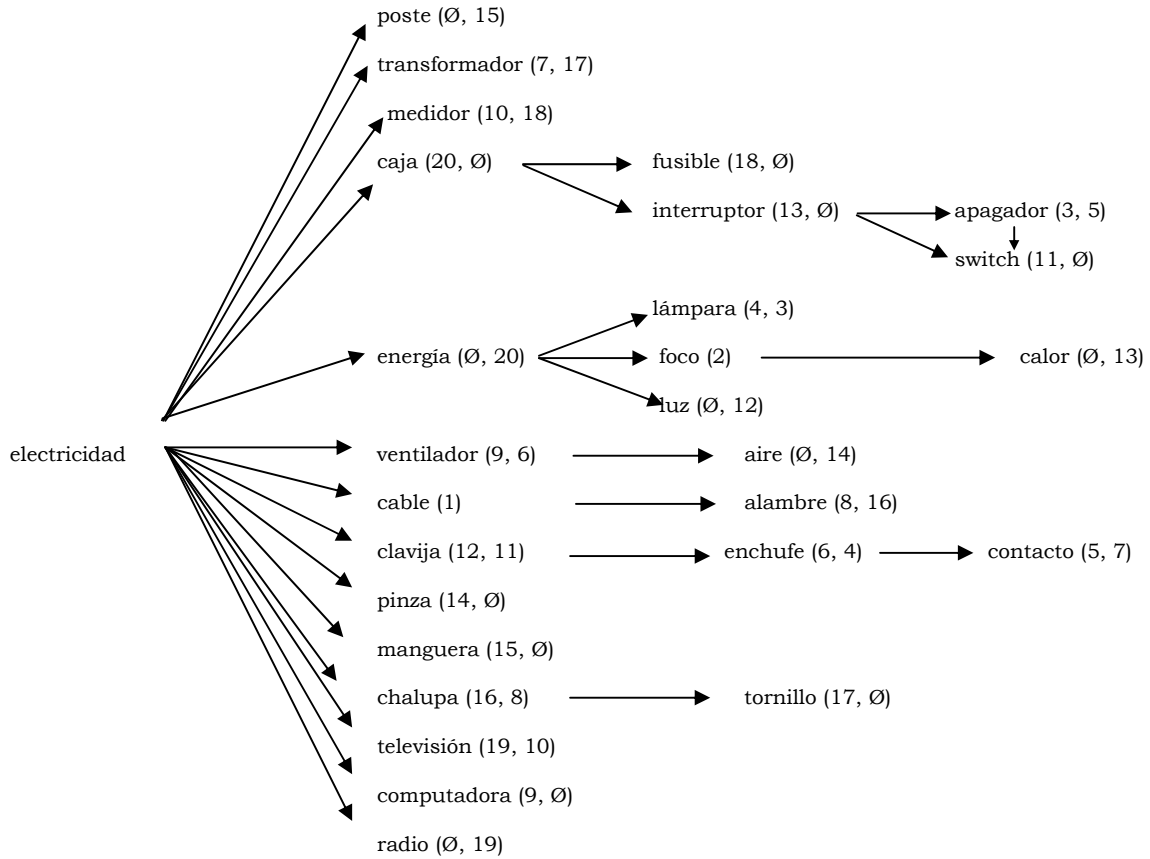 poste (Ø, 15)
transformador (7, 17)
medidor (10, 18)
caja (20, Ø) fusible (18, Ø)
interruptor (13, Ø) apagador (3, 5)
switch (11, Ø)
lámpara (4, 3)
energía (Ø, 20) foco (2) calor (Ø, 13)
luz (Ø, 12)
electricidad ventilador (9, 6) aire (Ø, 14)
cable (1) alambre (8, 16)
clavija (12, 11) enchufe (6, 4) contacto (5, 7)
pinza (14, Ø)
manguera (15, Ø)
chalupa (16, 8) tornillo (17, Ø)
televisión (19, 10)
computadora (9, Ø)
radio (Ø, 19)